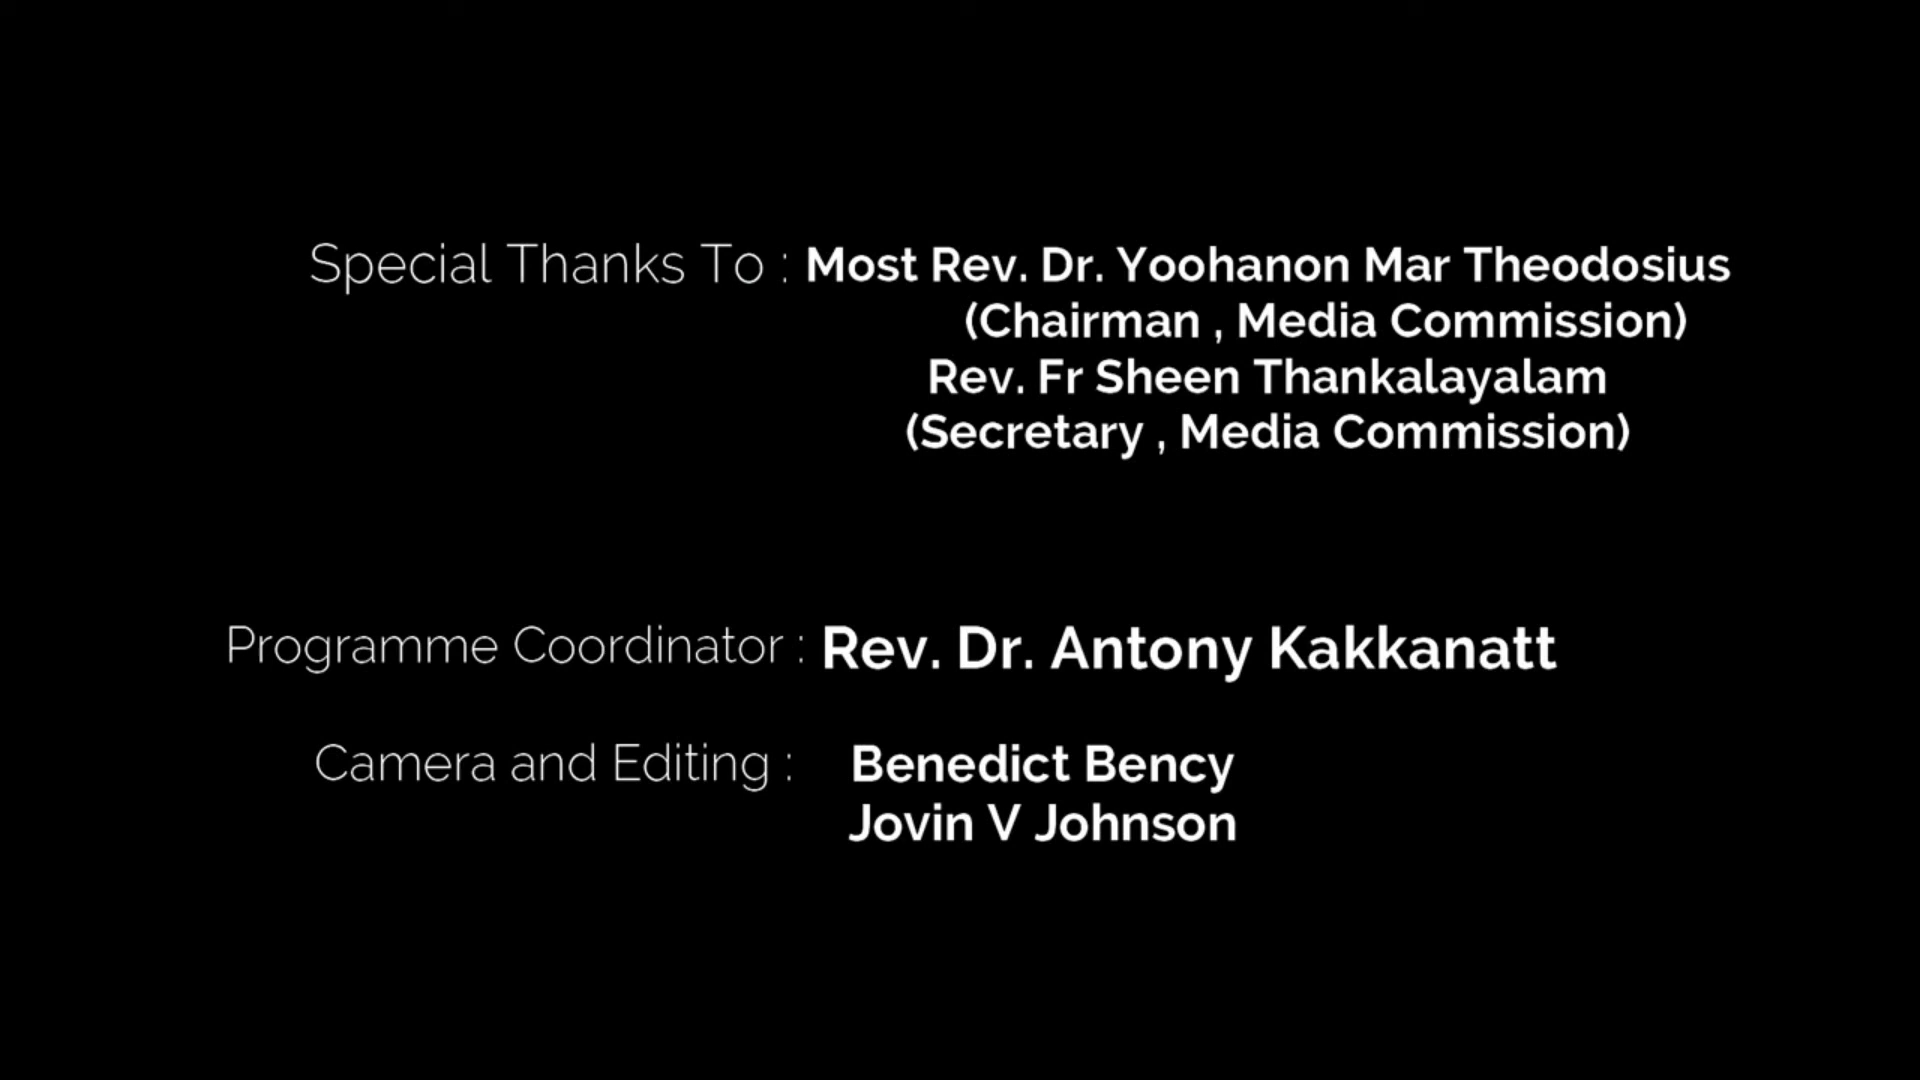 Special Thanks To : Most Rev. Dr. Yoohanon Mar Theodosius
(Chairman , Media Commission)
Rev. Fr Sheen Thankalayalam
(Secretary , Media Commission)
Programme Coordinator : Rev. Dr. Antony Kakkanatt
Camera and Editing : Benedict Bency
Jovin V Johnson